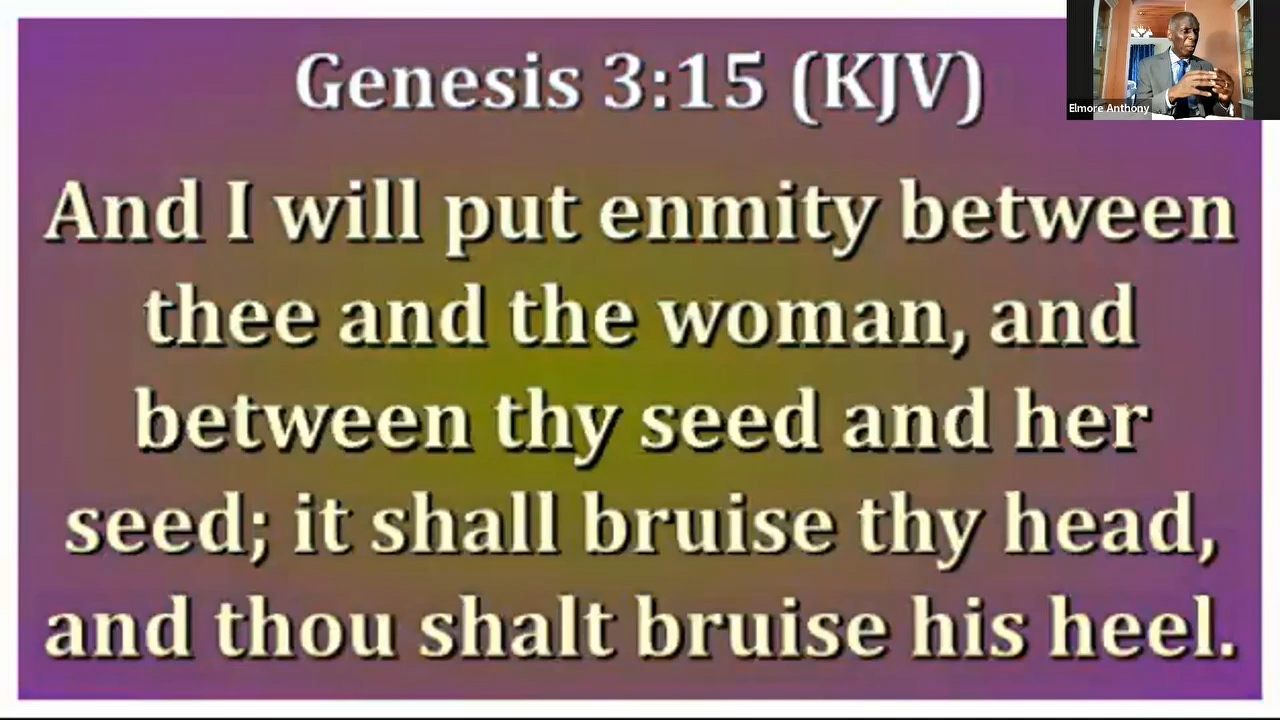 Genesis 3:15 (KJV)
And I will put enmity between
thee and the woman, and
between thy seed and her
seed; it shall bruise thy head,
and thou shalt bruise his heel.
Elmore Anthony